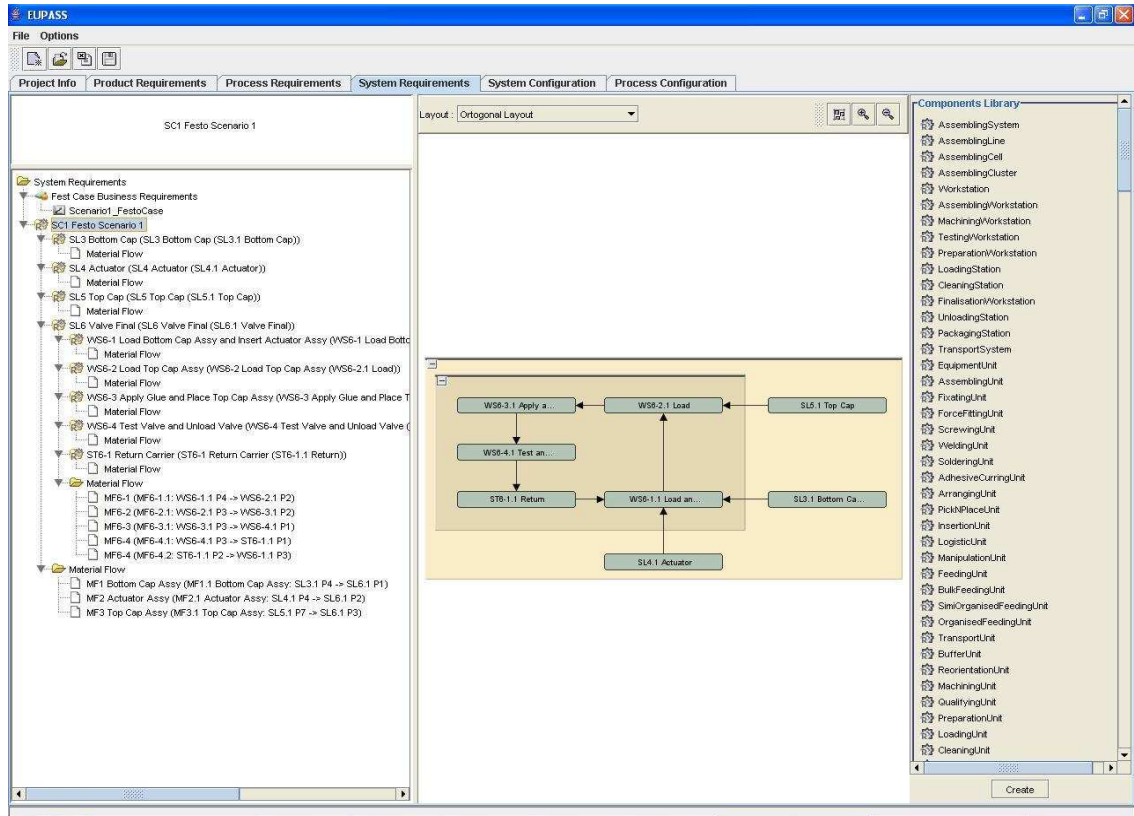 EUPASS
File Options
Project Info Product Requirements Process Requirements System Requirements System Configuration Process Configuration
SC1 Festo Scenario 1
System Requirements
Fest Case Business Requirements
Scenario1_FestoCase
SC1 Festo Scenario 1
SL3 Bottom Cap (SL3 Bottom Cap (SL3.1 Bottom Cap))
Material Flow
SL4 Actuator (SL4 Actuator (SL4.1 Actuator))
Material Flow
SL5 Top Cap (SL5 Top Cap (SL5.1 Top Cap))
Material Flow
SL6 Valve Final (SL6 Valve Final (SL6.1 Valve Final))
WS6-1 Load Bottom Cap Assy and Insert Actuator Assy (WS6-1 Load Botto
Material Flow
WS6-2 Load Top Cap Assy (WS6-2 Load Top Cap Assy (WS6-2.1 Load))
Material Flow
WS6-3 Apply Glue and Place Top Cap Assy (WS6-3 Apply Glue and Place T
Material Flow
WS6-4 Test Valve and Unload Valve (WS6-4 Test Valve and Unload Valve (
Material Flow
ST6-1 Return Carrier (ST6-1 Return Carrier (ST6-1.1 Return))
Material Flow
Material Flow
MF6-1 (MF6-1.1: WS6-1.1 P4 -> WS6-2.1 P2)
MF6-2 (MF6-2.1: WS6-2.1 P3 -> WS6-3.1 P2)
MF6-3 (MF6-3.1: WS6-3.1 P3 -> WS6-4.1 P1)
MF6-4 (MF6-4.1: WS6-4.1 P3 -> ST6-1.1 P1)
MF6-4 (MF6-4.2: ST6-1.1 P2 -> WS6-1.1 P3)
Material Flow
MF1 Bottom Cap Assy (MF1.1 Bottom Cap Assy: SL3.1 P4 -> SL6.1 P1)
MF2 Actuator Assy (MF2.1 Actuator Assy: SL4.1 P4 -> SL6.1 P2)
MF3 Top Cap Assy (MF3.1 Top Cap Assy: SL5.1 P7 -> SL6.1 P3)
Layout : Ortogonal Layout
WS6-3.1 Apply a... WS6-2.1 Load SL5.1 Top Cap
WS6-4.1 Test an...
ST6-1.1 Return WS6-1.1 Load an... SL3.1 Bottom Ca...
SL4.1 Actuator
Components Library
AssemblingSystem
AssemblingLine
AssemblingCell
AssemblingCluster
Workstation
AssemblingWorkstation
MachiningWorkstation
TestingWorkstation
PreparationWorkstation
LoadingStation
CleaningStation
FinalisationWorkstation
UnloadingStation
PackagingStation
TransportSystem
EquipmentUnit
AssemblingUnit
FixatingUnit
ForceFittingUnit
ScrewingUnit
WeldingUnit
SolderingUnit
AdhesiveCurringUnit
ArrangingUnit
PickNPlaceUnit
InsertionUnit
LogisticUnit
ManipulationUnit
FeedingUnit
BulkFeedingUnit
SimiOrganisedFeedingUnit
OrganisedFeedingUnit
TransportUnit
BufferUnit
ReorientationUnit
MachiningUnit
QualifyingUnit
PreparationUnit
LoadingUnit
CleaningUnit
Create